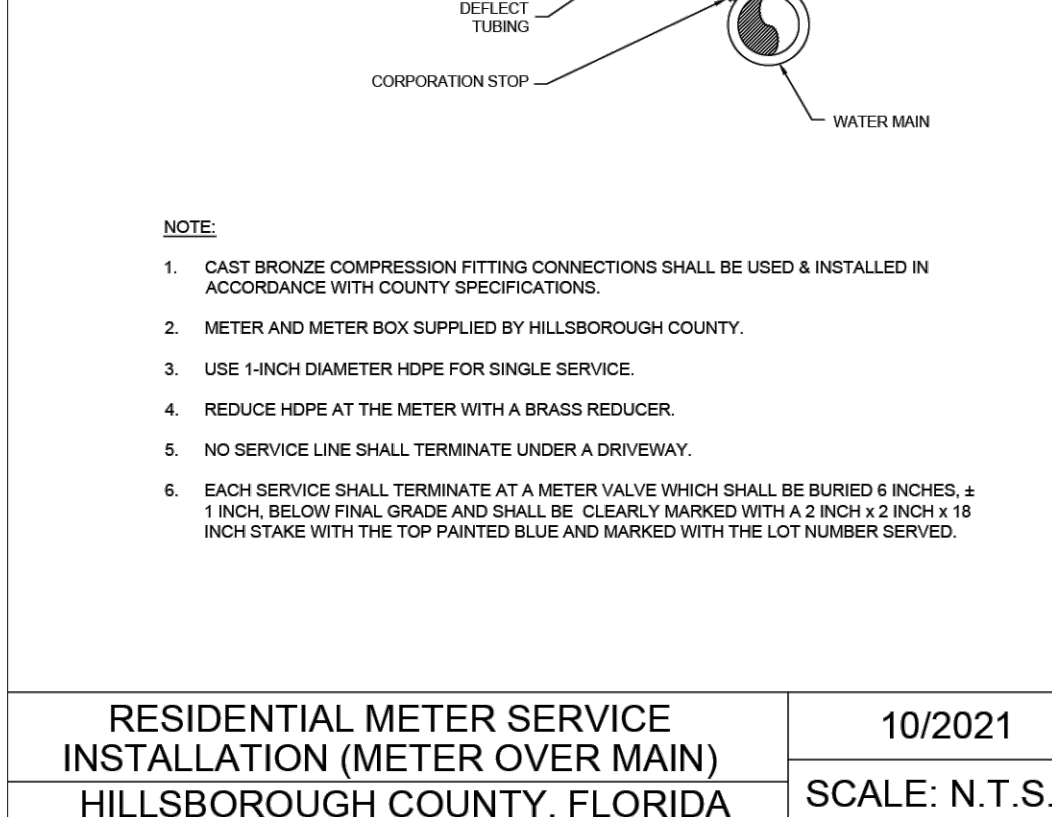 DEFLECT
TUBING
CORPORATION STOP
WATER MAIN
NOTE:
1. CAST BRONZE COMPRESSION FITTING CONNECTIONS SHALL BE USED & INSTALLED IN
ACCORDANCE WITH COUNTY SPECIFICATIONS.
2. METER AND METER BOX SUPPLIED BY HILLSBOROUGH COUNTY.
3. USE 1-INCH DIAMETER HDPE FOR SINGLE SERVICE.
4. REDUCE HDPE AT THE METER WITH A BRASS REDUCER.
5. NO SERVICE LINE SHALL TERMINATE UNDER A DRIVEWAY.
6. EACH SERVICE SHALL TERMINATE AT A METER VALVE WHICH SHALL BE BURIED 6 INCHES, ±
1 INCH, BELOW FINAL GRADE AND SHALL BE CLEARLY MARKED WITH A 2 INCH x 2 INCH x 18
INCH STAKE WITH THE TOP PAINTED BLUE AND MARKED WITH THE LOT NUMBER SERVED.
RESIDENTIAL METER SERVICE
INSTALLATION (METER OVER MAIN)
HILLSBOROUGH COUNTY, FLORIDA
10/2021
SCALE: N.T.S.